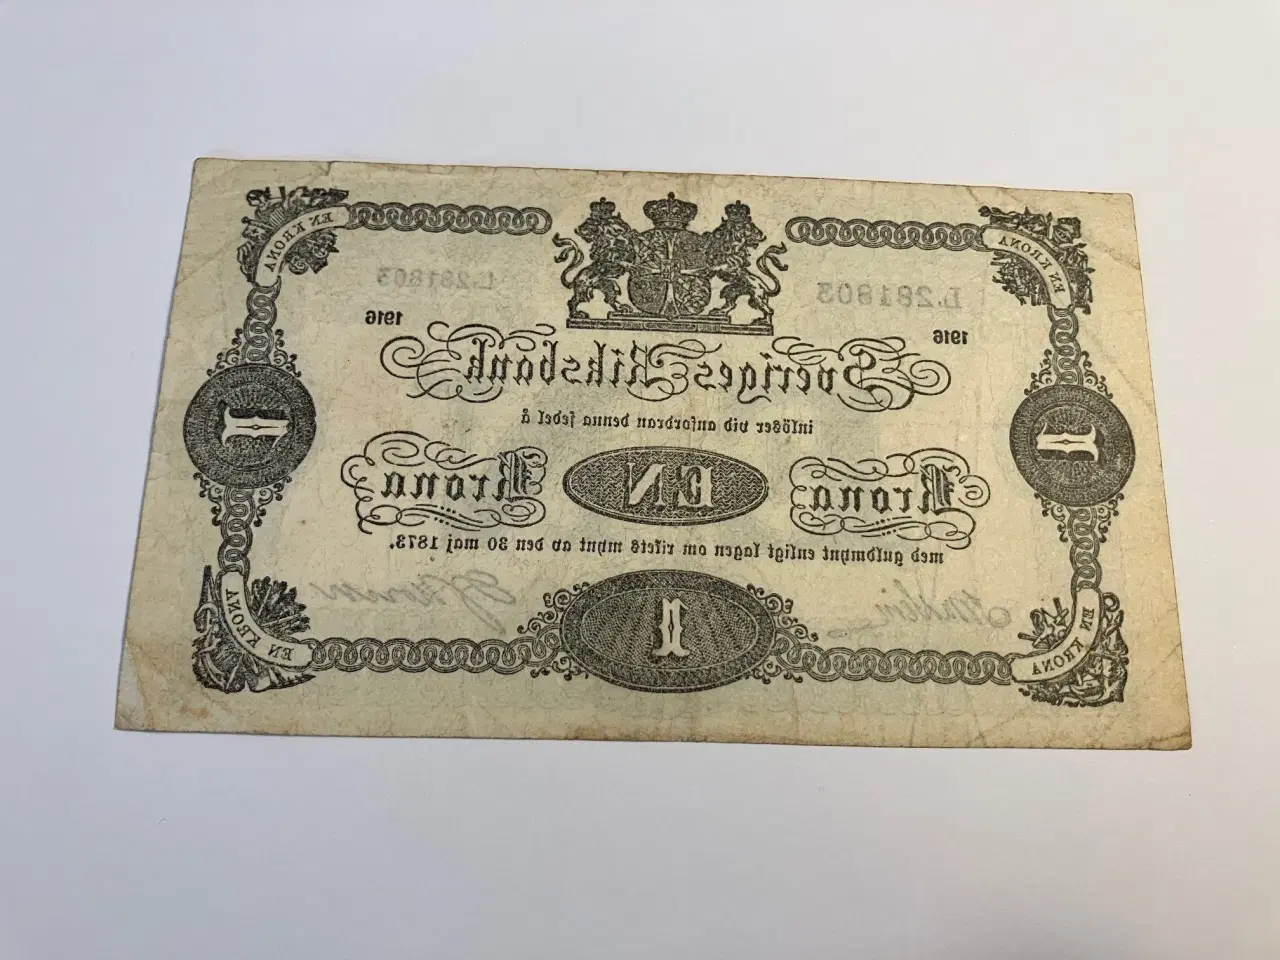 EN KRONA
EN KRONA
L.281803
L.281803
1916
1916
Sveriges Riksbank
inlöser vid anfordran denna sedel å
1
1
Krona
EN
Krona
med guldmynt enligt lagen om rikets mynt av den 30 maj 1873.
1
EN KRONA
EN KRONA